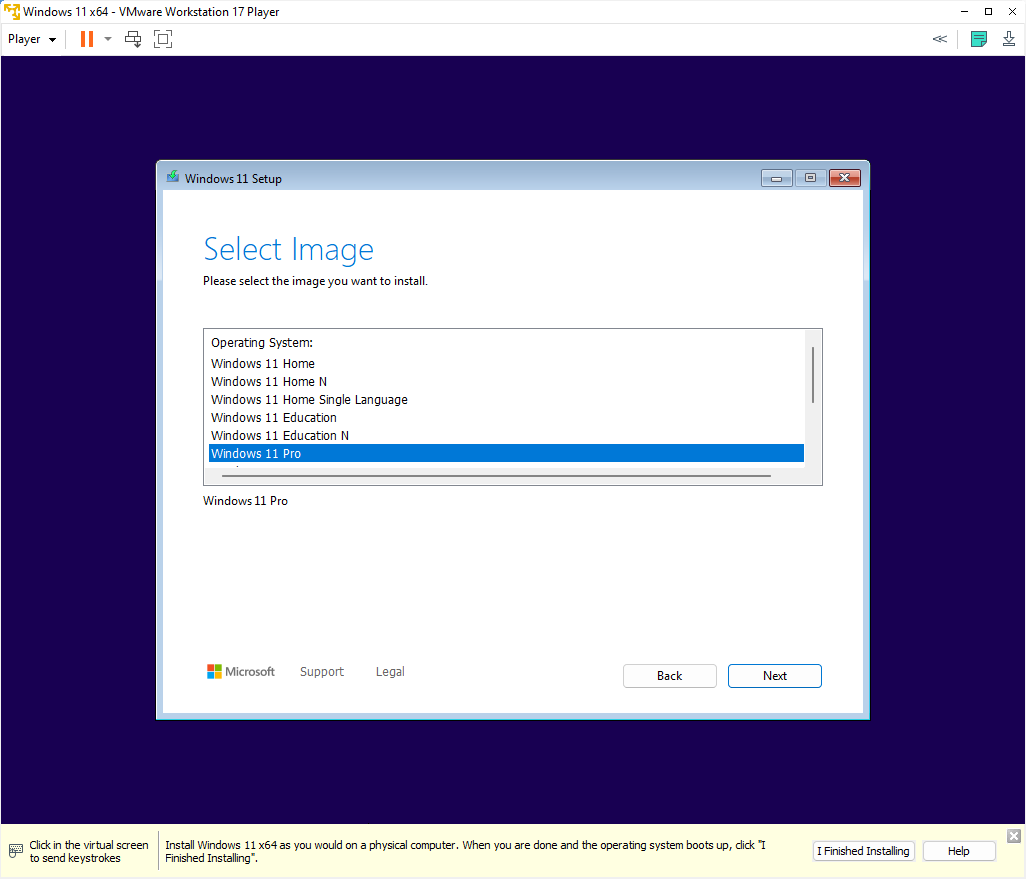 Windows 11 x64 - VMware Workstation 17 Player
Player
Windows 11 Setup
Select Image
Please select the image you want to install.
Operating System:
Windows 11 Home
Windows 11 Home N
Windows 11 Home Single Language
Windows 11 Education
Windows 11 Education N
Windows 11 Pro
Windows 11 Pro
Microsoft Support Legal Back Next
Click in the virtual screen
to send keystrokes
Install Windows 11 x64 as you would on a physical computer. When you are done and the operating system boots up, click "I
Finished Installing".
I Finished Installing Help